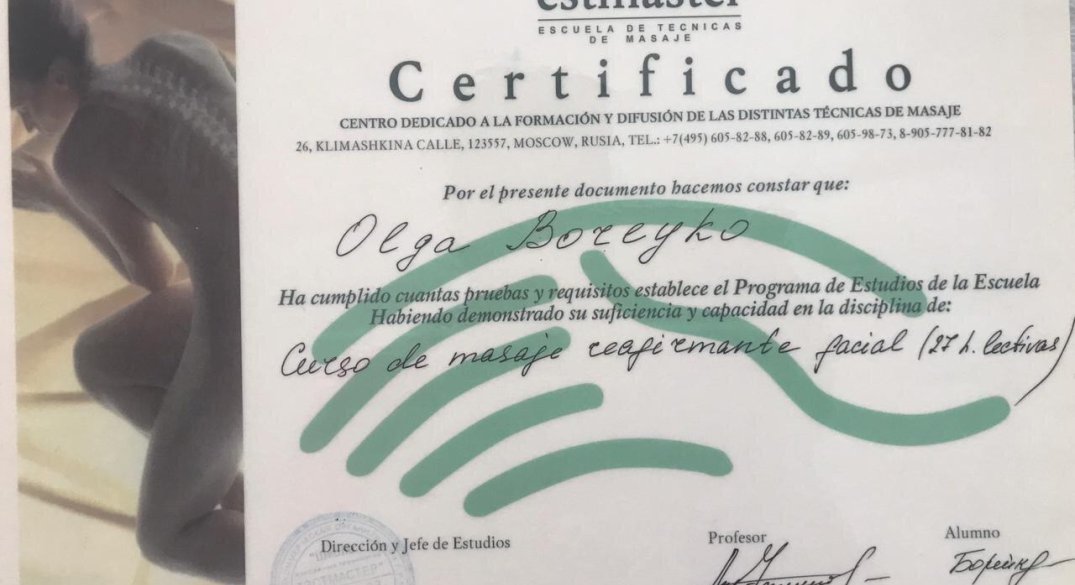 estmaster
ESCUELA DE TECNICAS
DE MASAJE
Certificado
CENTRO DEDICADO A LA FORMACIÓN Y DIFUSIÓN DE LAS DISTINTAS TÉCNICAS DE MASAJE
26, KLIMASHKINA CALLE, 123557, MOSCOW, RUSIA, TEL.: +7(495) 605-82-88, 605-82-89, 605-98-73, 8-905-777-81-82
Por el presente documento hacemos constar que:
Olga Bozeyko
Ha cumplido cuantas pruebas y requisitos establece el Programa de Estudios de la Escuela
Habiendo demostrado su suficiencia y capacidad en la disciplina de:
Curso de masaje reafirmante facial (27 h. lectivas)
Dirección y Jefe de Estudios
Profesor
Alumno